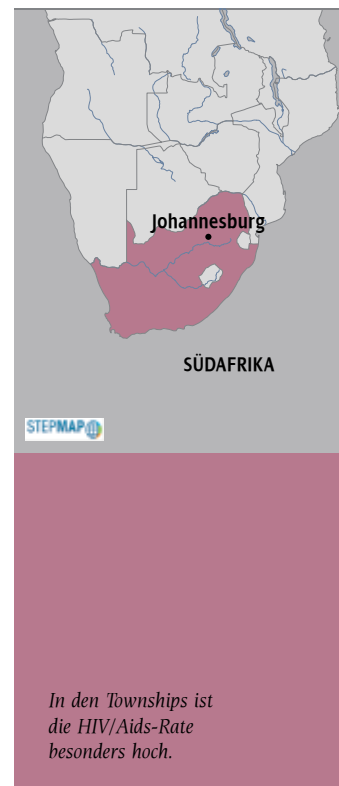 Johannesburg
SÜDAFRIKA
STEPMAP
In den Townships ist
die HIV/Aids-Rate
besonders hoch.